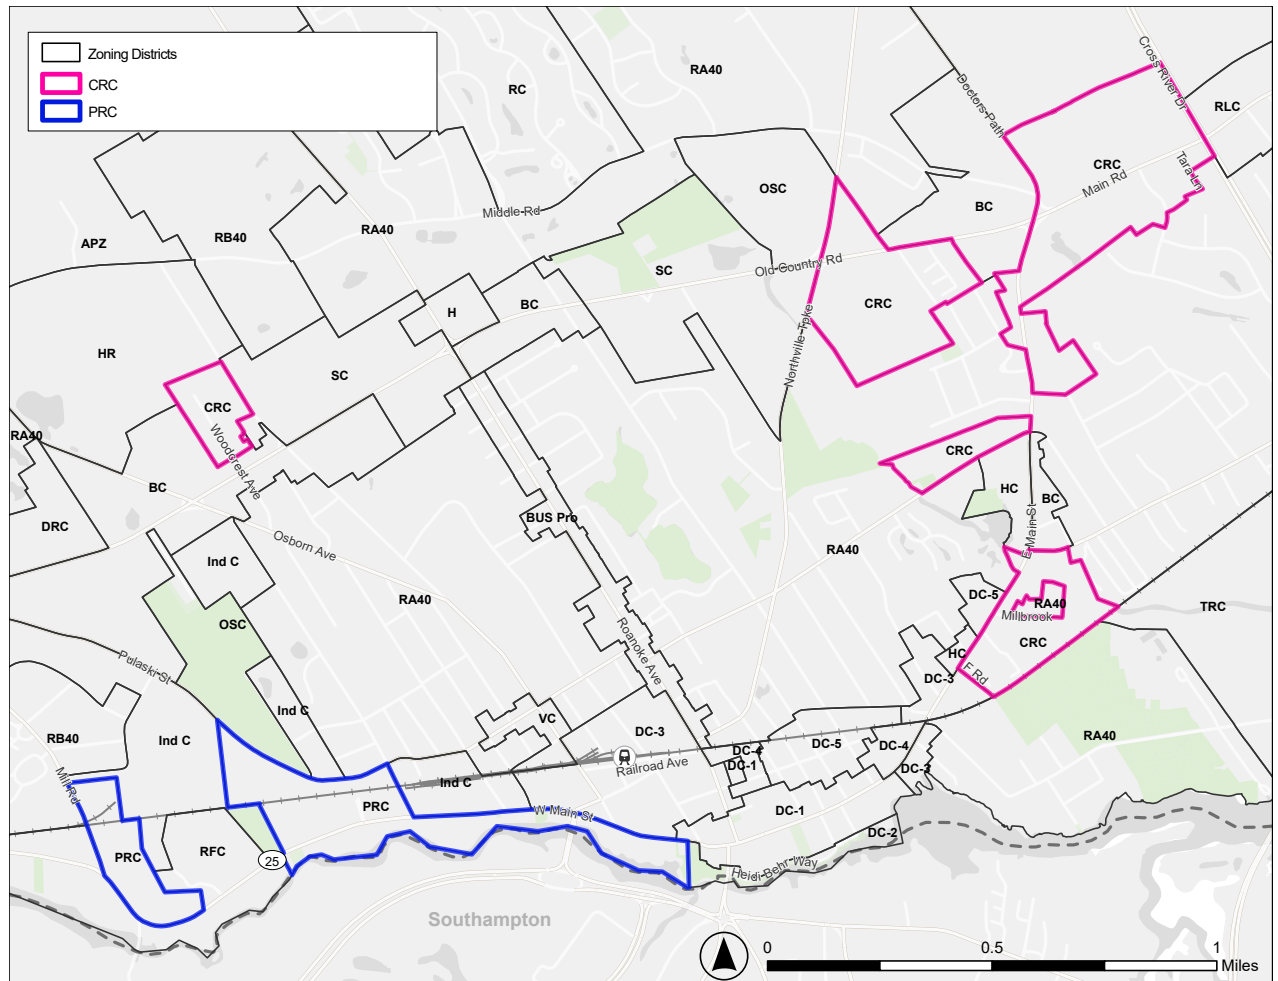 Zoning Districts
CRC
PRC
RC
RA40
Doctors Path
Cross River Dr
RLC
CRC
Tara Ln
Main Rd
OSC
BC
Middle Rd
RA40
RB40
APZ
SC
Old Country Rd
CRC
H
BC
Northville Tpke
HR
SC
CRC
Woodcrest Ave
RA40
BC
DRC
CRC
HC
BC
E Main St
BUS Pro
Osborn Ave
Ind C
RA40
RA40
DC-5
RA40
Millbrook
TRC
CRC
HC
F Rd
DC-3
OSC
Roanoke Ave
Pulaski St
Ind C
VC
DC-3
RB40
Ind C
DC-4
DC-1
DC-5
DC-4
DC-3
RA40
Railroad Ave
Mill Rd
Ind C
PRC
W Main St
DC-1
DC-2
PRC
RFC
25
Heidi Behr Way
Southampton
0
0.5
1
Miles